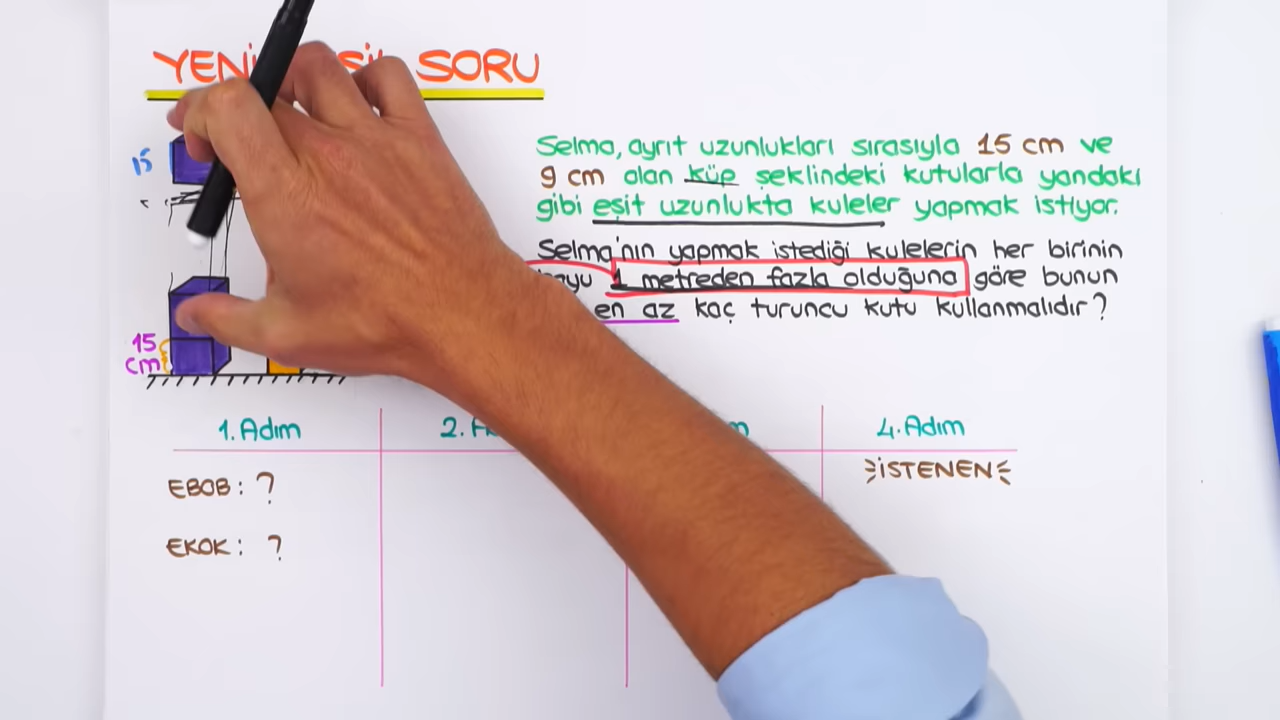 YENİ SORU
15
Selma, ayrıt uzunlukları sırasıyla 15 cm ve
9 cm olan küp şeklindeki kutularla yandaki
gibi eşit uzunlukta kuleler yapmak istiyor.
Selma'nın yapmak istediği kulelerin her birinin
1 metreden fazla olduğuna göre bunun
en az kaç turuncu kutu kullanmalıdır?
15
cm
1. Adım
2.
4. Adım
EBOB: ?
İSTENEN
EKOK: ?